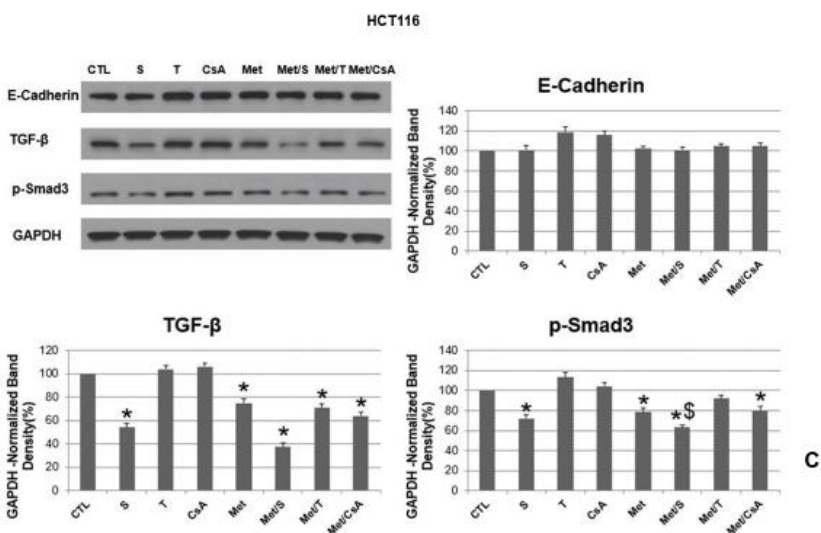 HCT116
CTL S T CsA Met Met/S Met/T Met/CsA
E-Cadherin
TGF-β
p-Smad3
GAPDH
E-Cadherin
GAPDH -Normalized Band
Density(%)
140
120
100
80
60
40
20
0
CTL S T CsA Met Met/S Met/T Met/CsA
TGF-β
GAPDH -Normalized Band
Density(%)
120
100
80
60
40
20
0
* * * * *
CTL S T CsA Met Met/S Met/T Met/CsA
p-Smad3
GAPDH -Normalized Band
Density(%)
140
120
100
80
60
40
20
0
* * *$ *
CTL S T CsA Met Met/S Met/T Met/CsA
C